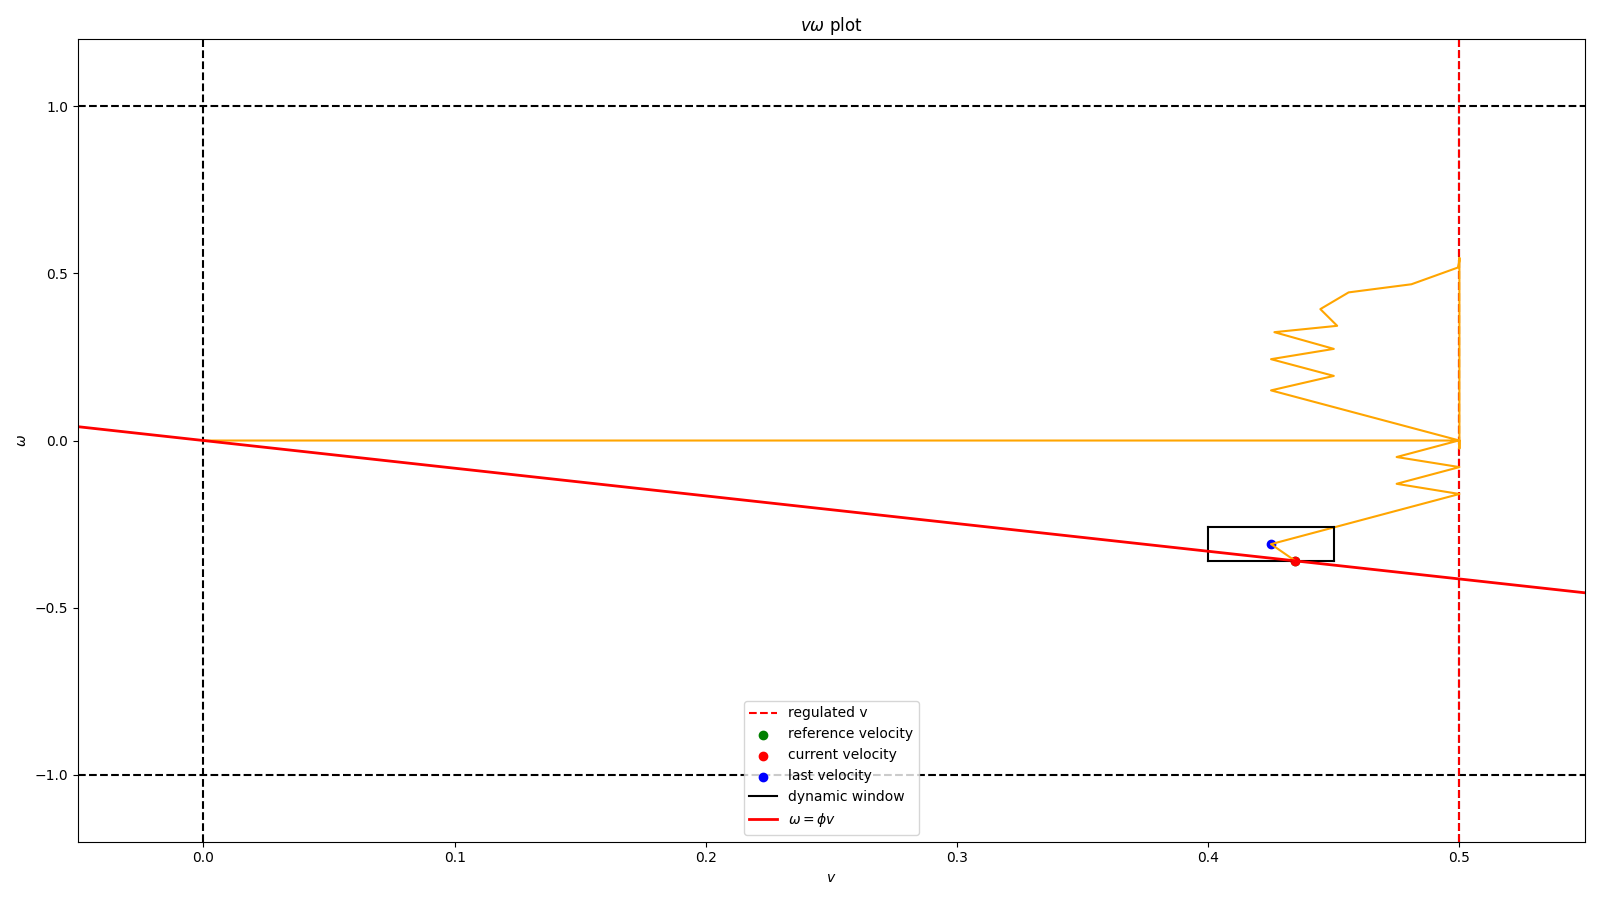 vω plot
1.0
0.5
0.0
−0.5
−1.0
ω
regulated v
reference velocity
current velocity
last velocity
dynamic window
ω = ϕv
0.0 0.1 0.2 0.3 0.4 0.5
v